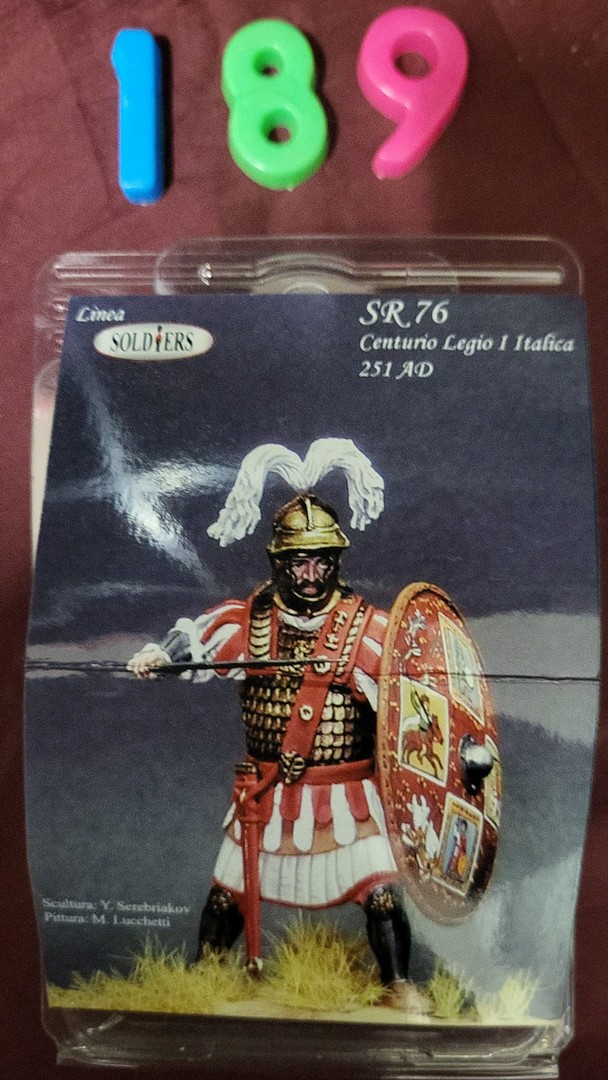 189
Linea
SOLDIERS
SR 76
Centurio Legio I Italica
251 AD
Scultura: Y. Serebriakov
Pittura: M. Lucchetti